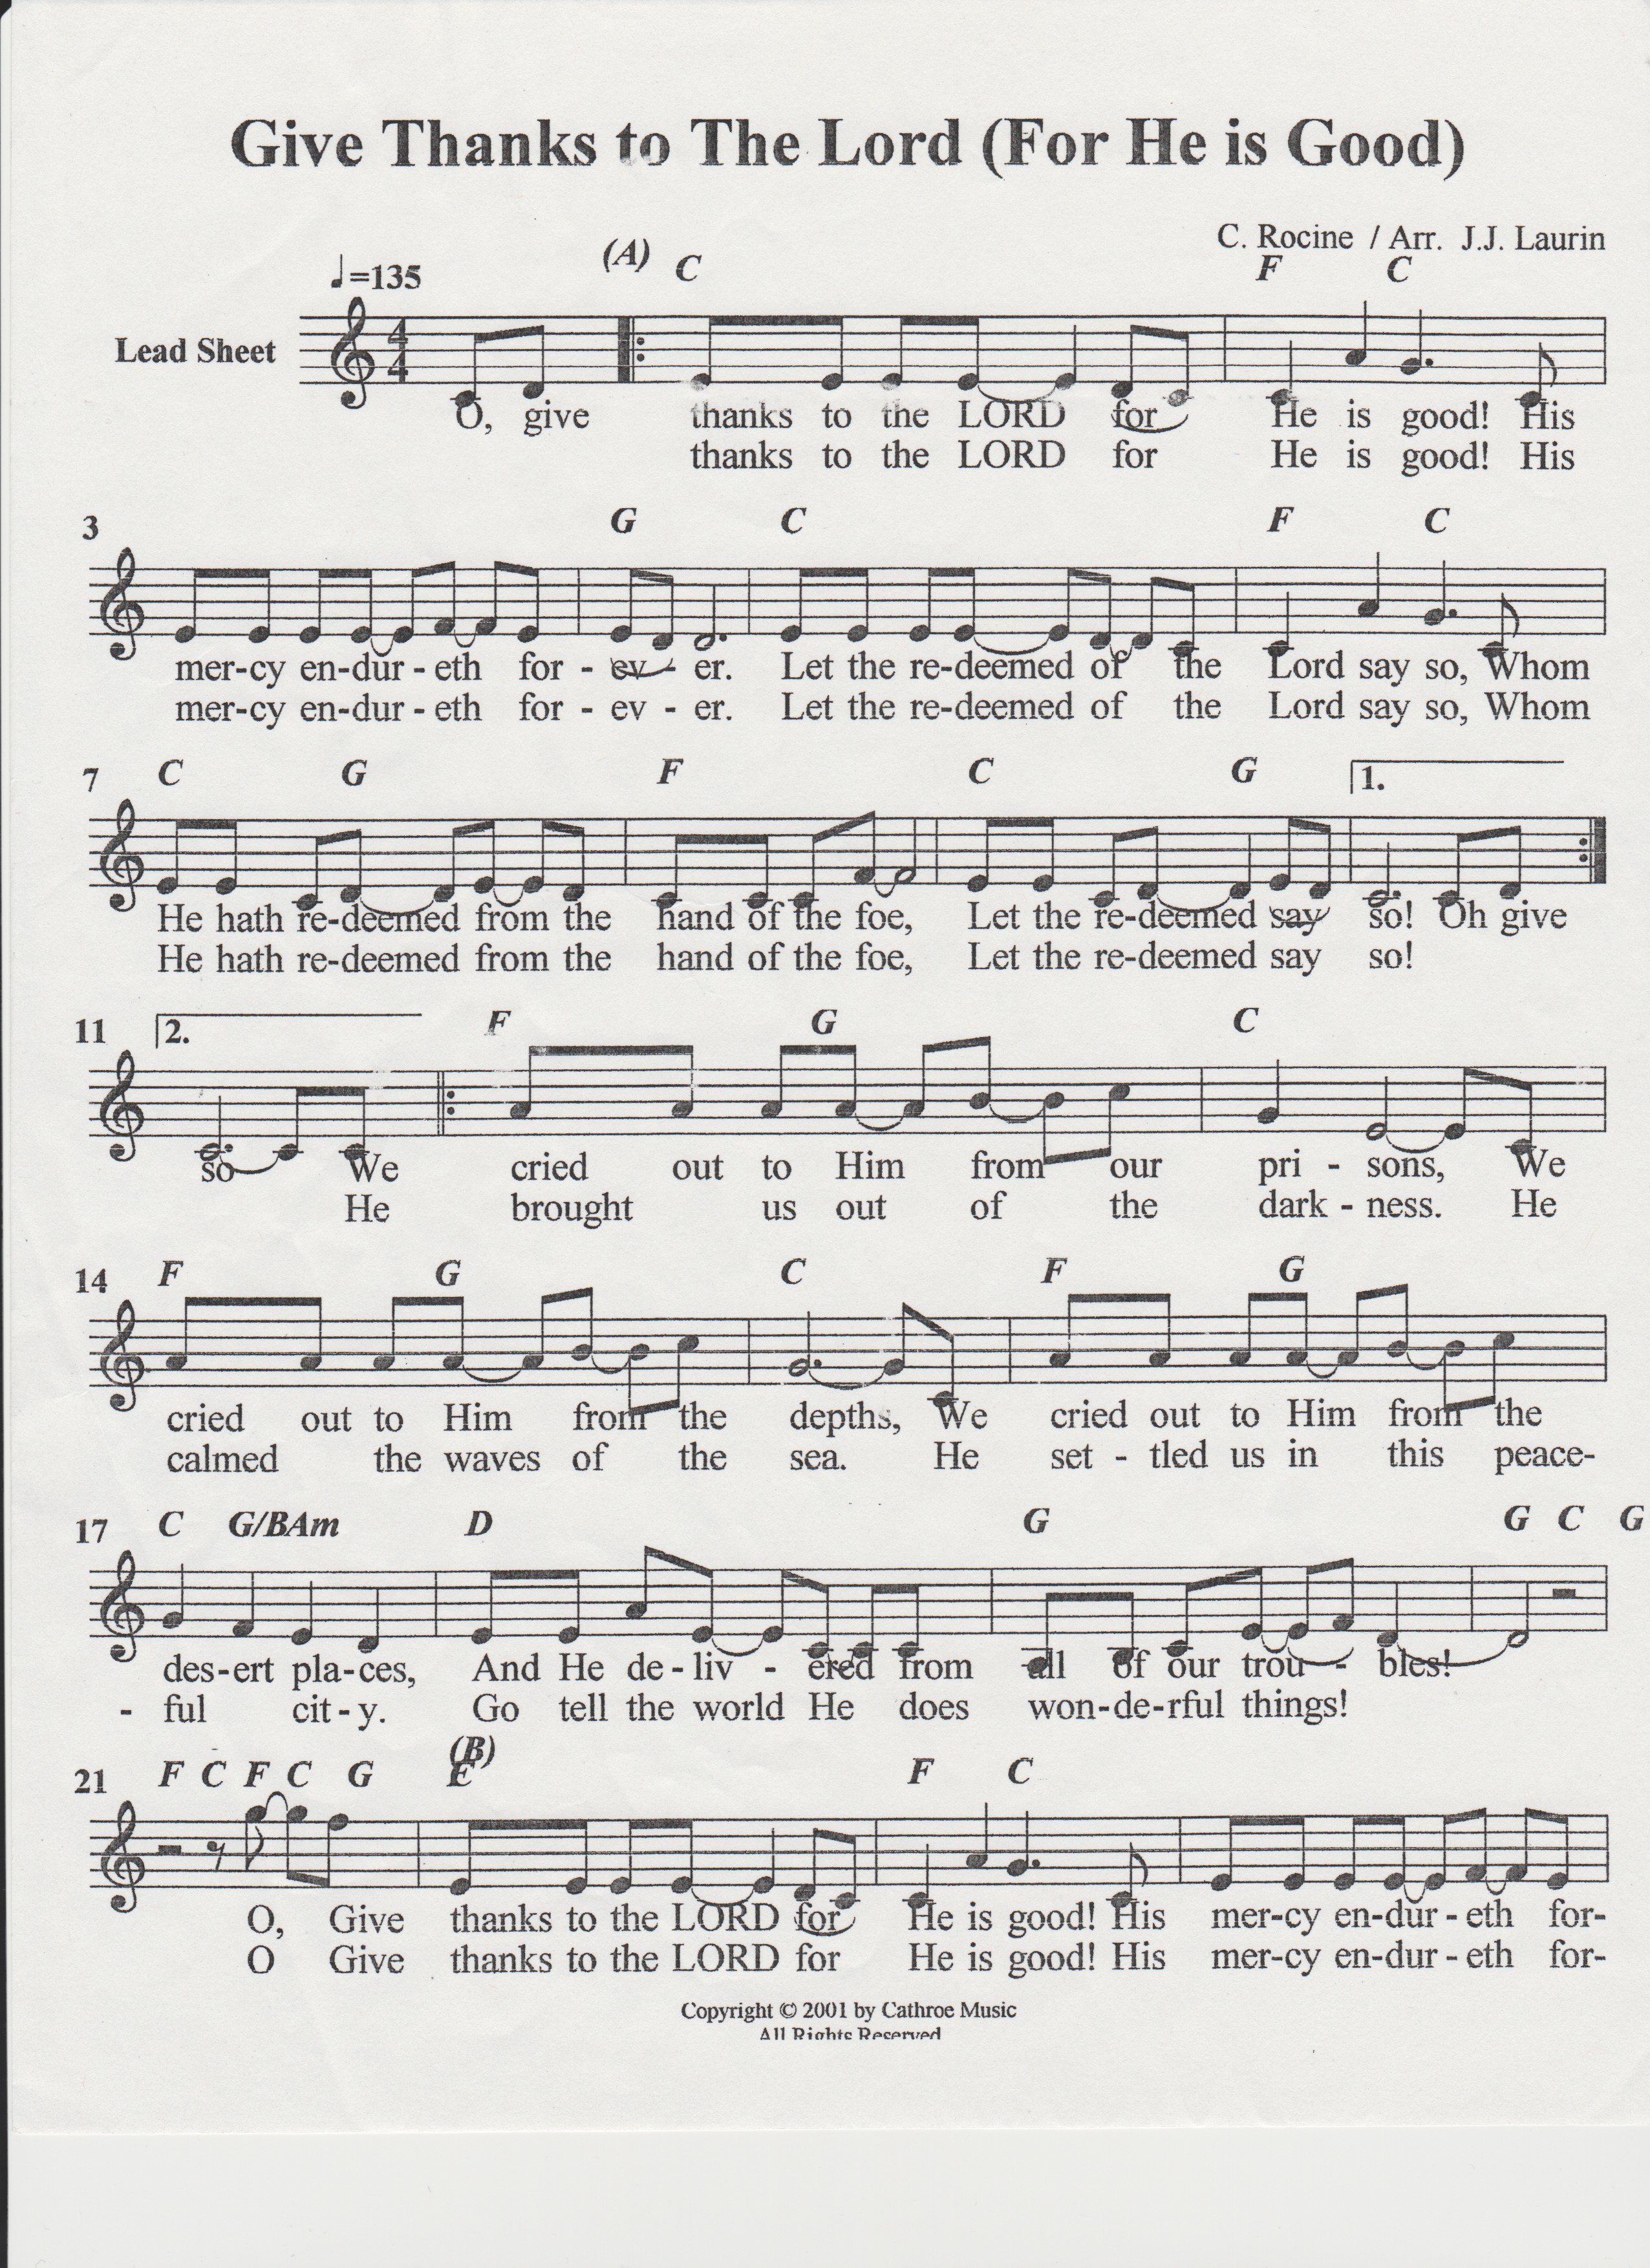 Give Thanks to The Lord (For He is Good)
C. Rocine / Arr. J.J. Laurin
(A) C F C
♩=135
Lead Sheet
4 4
O, give thanks to the LORD for He is good! His
thanks to the LORD for He is good! His
3 G C F C
mer-cy en-dur - eth for - ev - er. Let the re-deemed of the Lord say so, Whom
mer-cy en-dur - eth for - ev - er. Let the re-deemed of the Lord say so, Whom
7 C G F C G 1.
He hath re-deemed from the hand of the foe, Let the re-deemed say so! Oh give
He hath re-deemed from the hand of the foe, Let the re-deemed say so!
11 2. F G C
so We cried out to Him from our pri - sons, We
He brought us out of the dark - ness. He
14 F G C F G
cried out to Him from the depths, We cried out to Him from the
calmed the waves of the sea. He set - tled us in this peace-
17 C G/BAm D G G C G
des-ert pla-ces, And He de - liv - ered from all of our trou - bles!
- ful cit - y. Go tell the world He does won-de-rful things!
(B)
21 F C F C G E F C
O, Give thanks to the LORD for He is good! His mer-cy en-dur - eth for-
O Give thanks to the LORD for He is good! His mer-cy en-dur - eth for-
Copyright © 2001 by Cathroe Music
All Rights Reserved